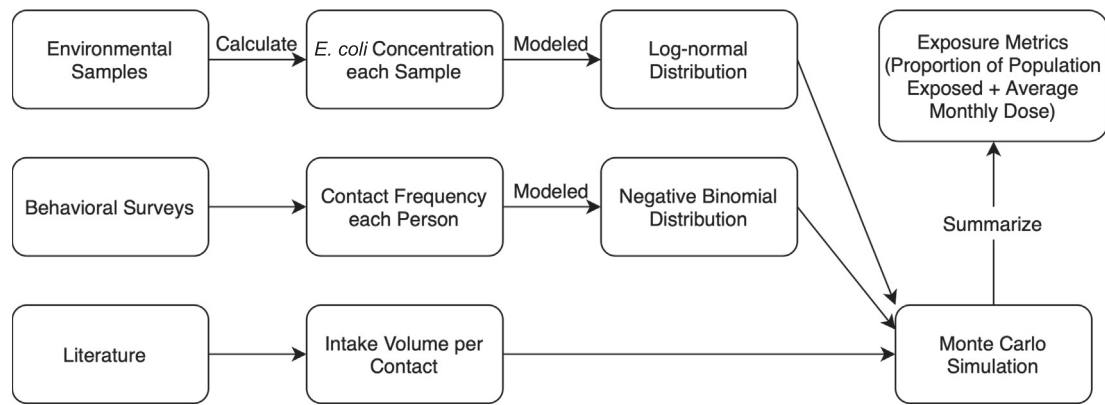 Environmental
Samples
Calculate
E. coli Concentration
each Sample
Modeled
Log-normal
Distribution
Exposure Metrics
(Proportion of Population
Exposed + Average
Monthly Dose)
Behavioral Surveys
Contact Frequency
each Person
Modeled
Negative Binomial
Distribution
Summarize
Literature
Intake Volume per
Contact
Monte Carlo
Simulation